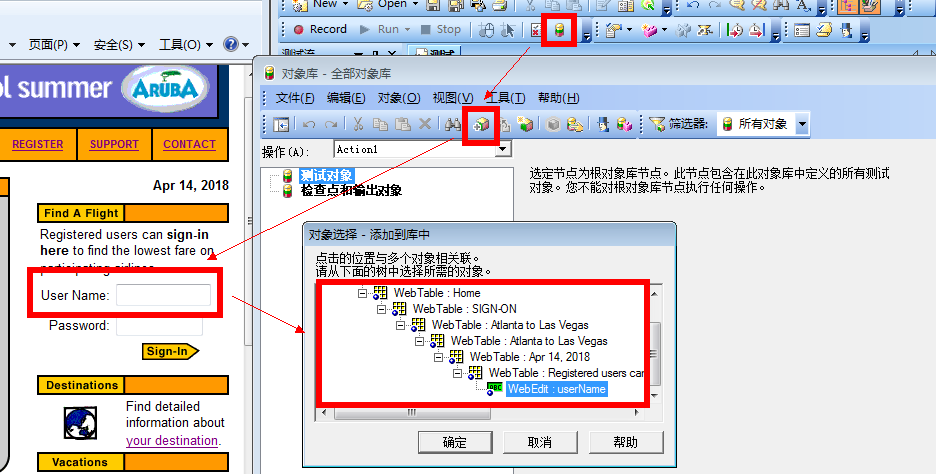 New Open
Record Run Stop
页面(P) 安全(S) 工具(O)
测试流 测试
ol summer ARUBA
REGISTER SUPPORT CONTACT
Apr 14, 2018
Find A Flight
Registered users can sign-in
here to find the lowest fare on
participating airlines
User Name:
Password:
Sign-In
Destinations
Find detailed
information about
your destination.
Vacations
对象库 - 全部对象库
文件(F) 编辑(E) 对象(O) 视图(V) 工具(T) 帮助(H)
筛选器: 所有对象
操作(A): Action1
测试对象
检查点和输出对象
选定节点为根对象库节点。此节点包含在此对象库中定义的所有测试
对象。您不能对根对象库节点执行任何操作。
对象选择 - 添加到库中
点击的位置与多个对象相关联。
请从下面的树中选择所需的对象。
WebTable : Home
WebTable : SIGN-ON
WebTable : Atlanta to Las Vegas
WebTable : Atlanta to Las Vegas
WebTable : Apr 14, 2018
WebTable : Registered users can
ABC WebEdit : userName
确定 取消 帮助